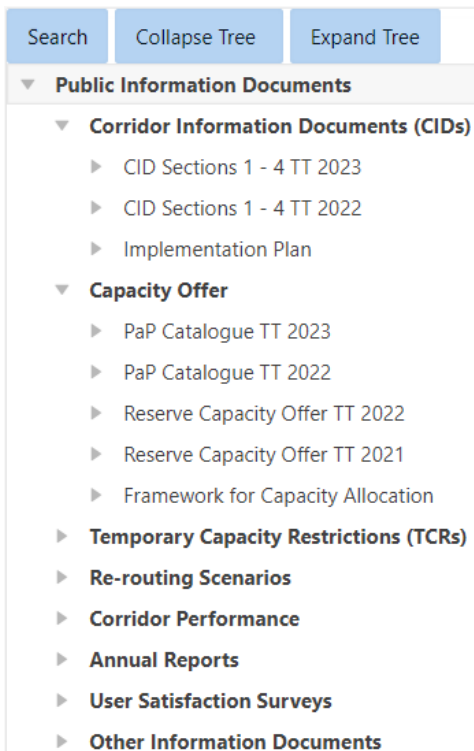 Search Collapse Tree Expand Tree
Public Information Documents
Corridor Information Documents (CIDs)
CID Sections 1 - 4 TT 2023
CID Sections 1 - 4 TT 2022
Implementation Plan
Capacity Offer
PaP Catalogue TT 2023
PaP Catalogue TT 2022
Reserve Capacity Offer TT 2022
Reserve Capacity Offer TT 2021
Framework for Capacity Allocation
Temporary Capacity Restrictions (TCRs)
Re-routing Scenarios
Corridor Performance
Annual Reports
User Satisfaction Surveys
Other Information Documents